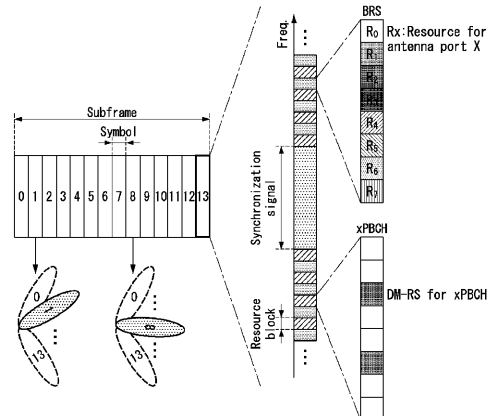 BRS
R0
R1
R2
R3
R4
R5
R6
R7
Rx:Resource for
antenna port X
Freq.
Subframe
Symbol
0 1 2 3 4 5 6 7 8 9 10 11 12 13
Synchronization
signal
xPBCH
DM-RS for xPBCH
Resource
block
0
1
13
0
8
13